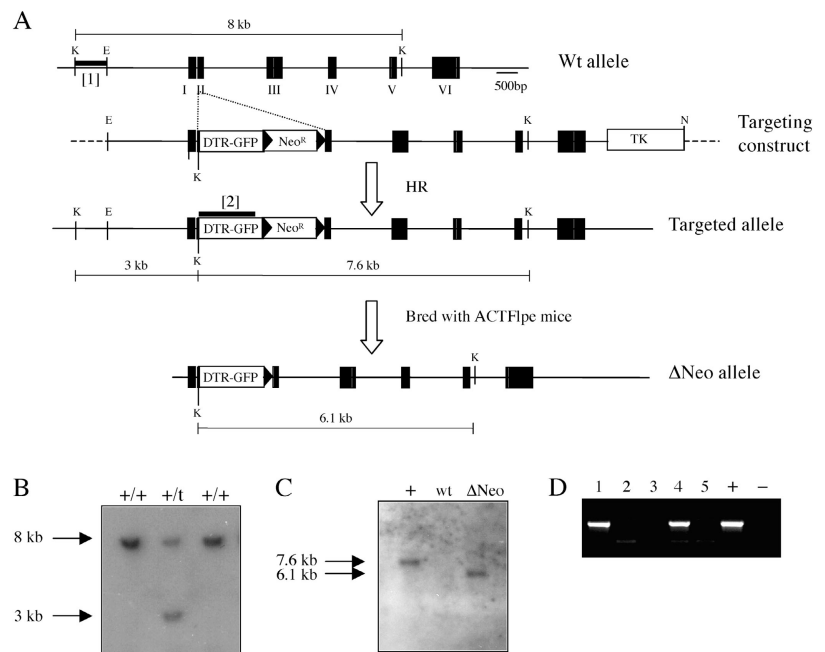 A
8 kb
K E K
[1]
Wt allele
I II III IV V VI
500bp
E K N
DTR-GFP Neoᴿ TK
Targeting construct
K
HR
[2]
K E K
DTR-GFP Neoᴿ
Targeted allele
K
3 kb 7.6 kb
Bred with ACTFlpe mice
K
DTR-GFP
ΔNeo allele
K
6.1 kb
B
+/+ +/t +/+
8 kb
3 kb
C
+ wt ΔNeo
7.6 kb
6.1 kb
D
1 2 3 4 5 + −